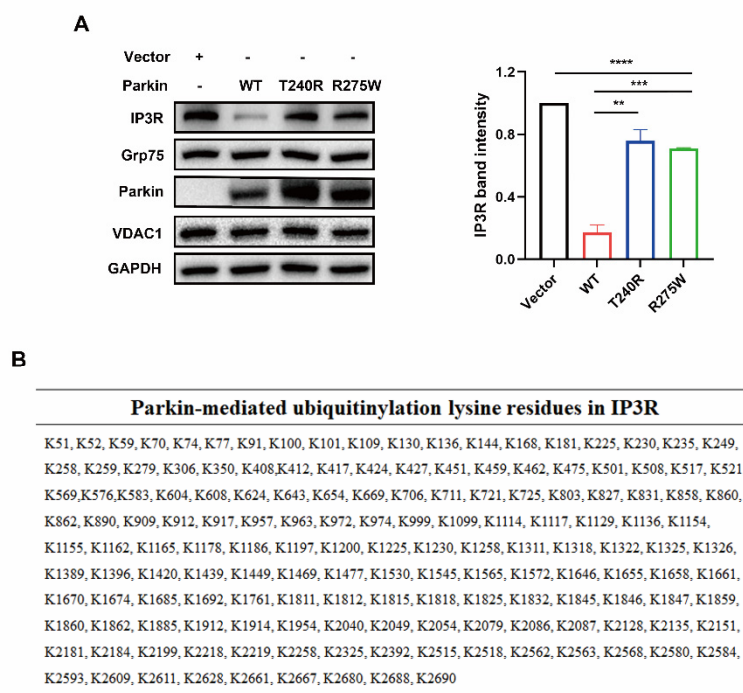 A
Vector + - - -
Parkin - WT T240R R275W
IP3R
Grp75
Parkin
VDAC1
GAPDH
IP3R band intensity
1.2
0.8
0.4
0.0
****
***
**
Vector
WT
T240R
R275W
B
Parkin-mediated ubiquitinylation lysine residues in IP3R
K51, K52, K59, K70, K74, K77, K91, K100, K101, K109, K130, K136, K144, K168, K181, K225, K230, K235, K249,
K258, K259, K279, K306, K350, K408,K412, K417, K424, K427, K451, K459, K462, K475, K501, K508, K517, K521
K569,K576,K583, K604, K608, K624, K643, K654, K669, K706, K711, K721, K725, K803, K827, K831, K858, K860,
K862, K890, K909, K912, K917, K957, K963, K972, K974, K999, K1099, K1114, K1117, K1129, K1136, K1154,
K1155, K1162, K1165, K1178, K1186, K1197, K1200, K1225, K1230, K1258, K1311, K1318, K1322, K1325, K1326,
K1389, K1396, K1420, K1439, K1449, K1469, K1477, K1530, K1545, K1565, K1572, K1646, K1655, K1658, K1661,
K1670, K1674, K1685, K1692, K1761, K1811, K1812, K1815, K1818, K1825, K1832, K1845, K1846, K1847, K1859,
K1860, K1862, K1885, K1912, K1914, K1954, K2040, K2049, K2054, K2079, K2086, K2087, K2128, K2135, K2151,
K2181, K2184, K2199, K2218, K2219, K2258, K2325, K2392, K2515, K2518, K2562, K2563, K2568, K2580, K2584,
K2593, K2609, K2611, K2628, K2661, K2667, K2680, K2688, K2690